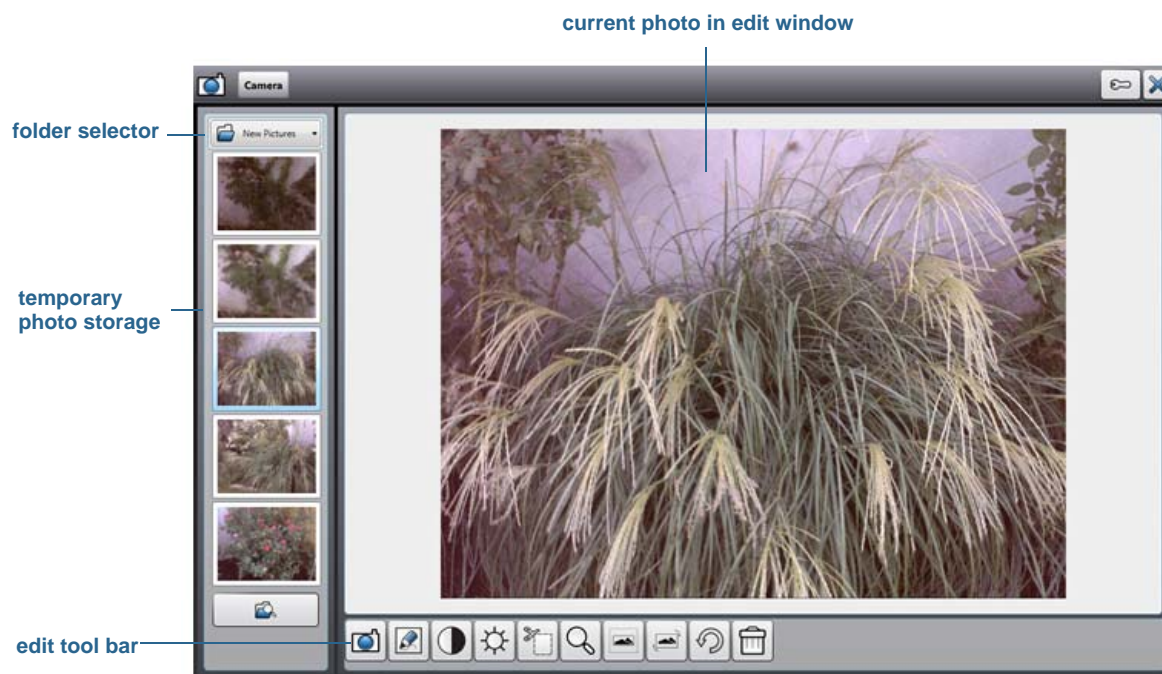 current photo in edit window
Camera
folder selector
New Pictures
temporary
photo storage
edit tool bar